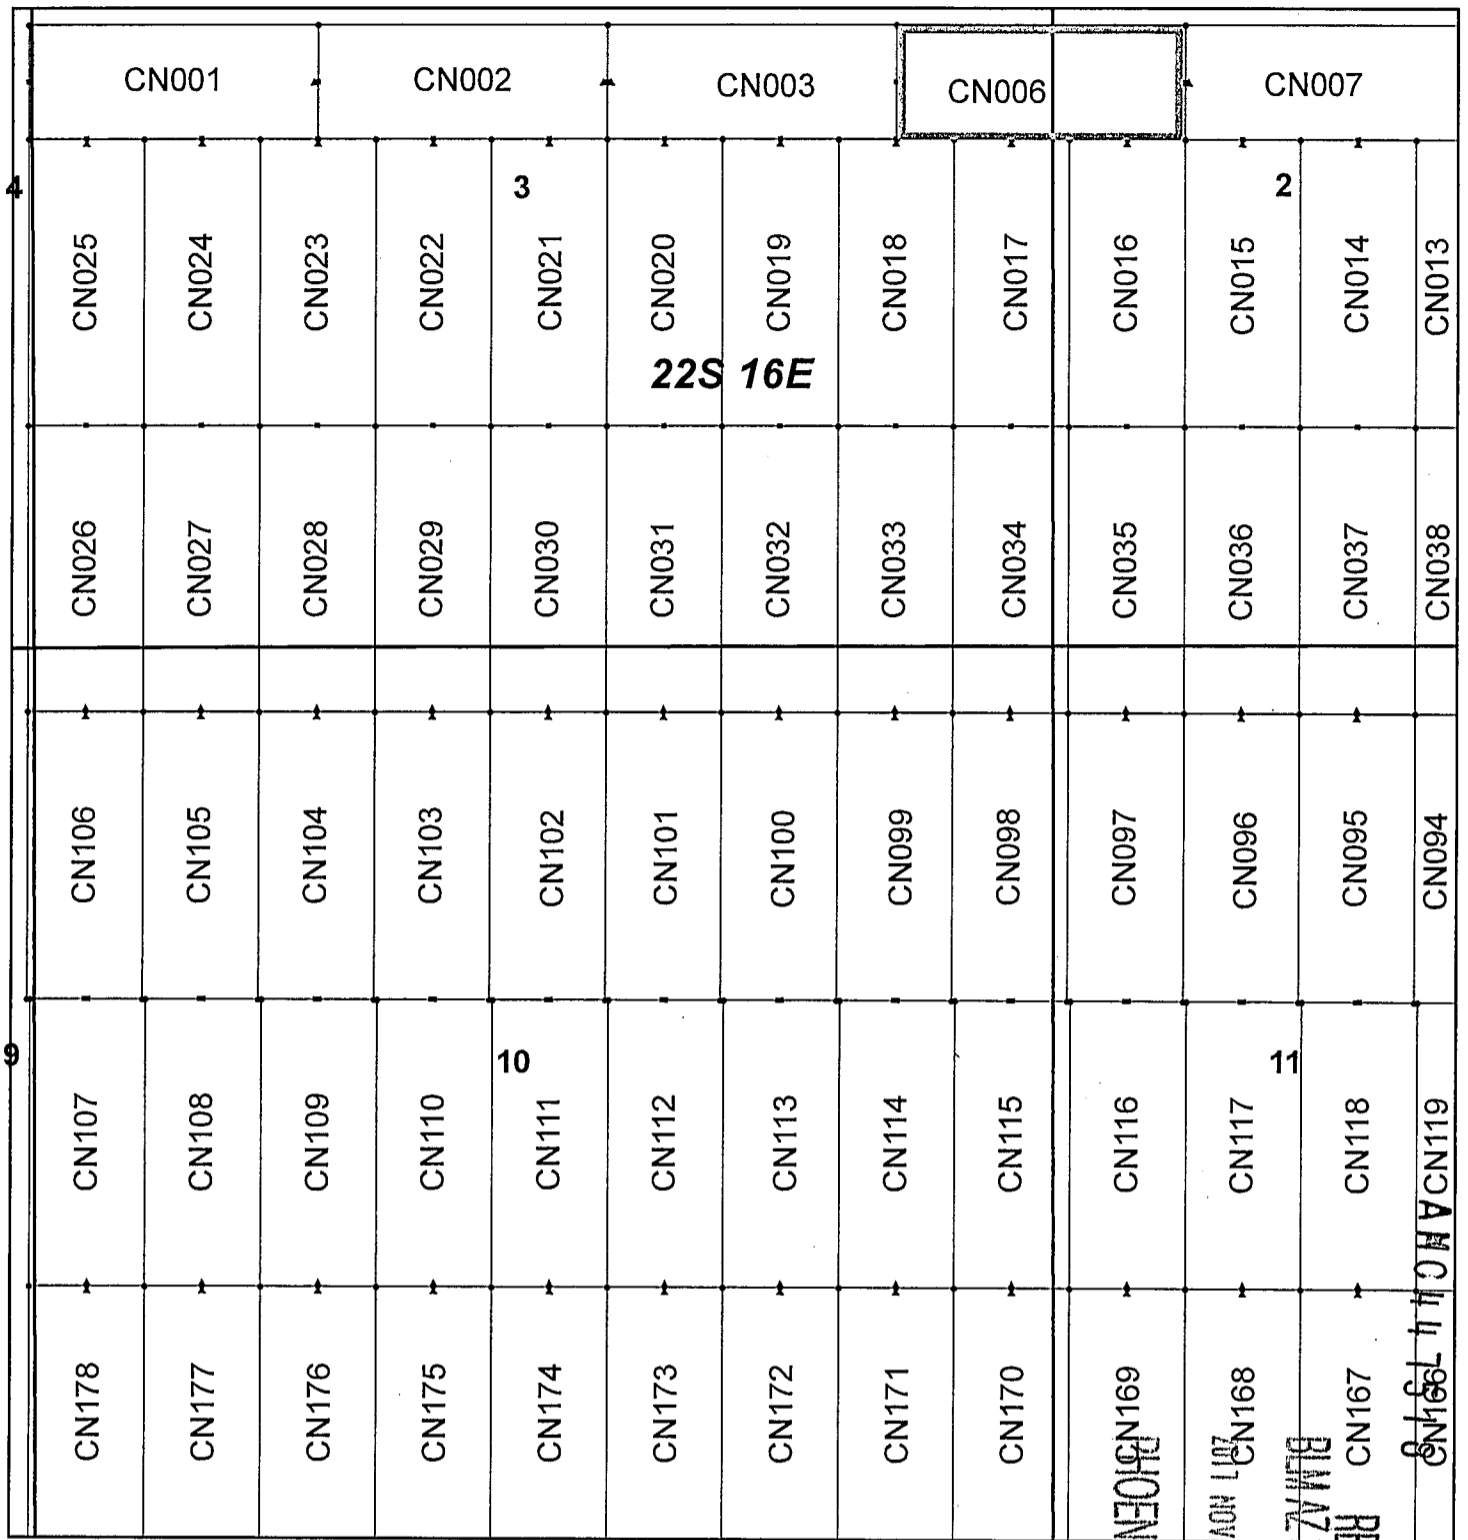 CN001 CN002 CN003 CN006 CN007
4 3 2
CN025 CN024 CN023 CN022 CN021 CN020 CN019 CN018 CN017 CN016 CN015 CN014 CN013
22S 16E
CN026 CN027 CN028 CN029 CN030 CN031 CN032 CN033 CN034 CN035 CN036 CN037 CN038
CN106 CN105 CN104 CN103 CN102 CN101 CN100 CN099 CN098 CN097 CN096 CN095 CN094
9 10 11
CN107 CN108 CN109 CN110 CN111 CN112 CN113 CN114 CN115 CN116 CN117 CN118 CN119
CN178 CN177 CN176 CN175 CN174 CN173 CN172 CN171 CN170 CN169 CN168 CN167 CN166
BLM AZ
NOV
PHOEN